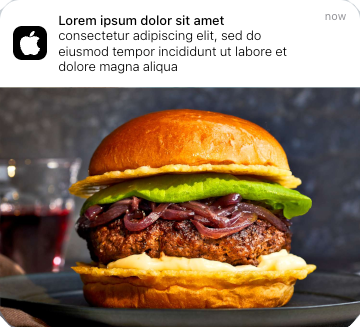 Lorem ipsum dolor sit amet
now
consectetur adipiscing elit, sed do
eiusmod tempor incididunt ut labore et
dolore magna aliqua